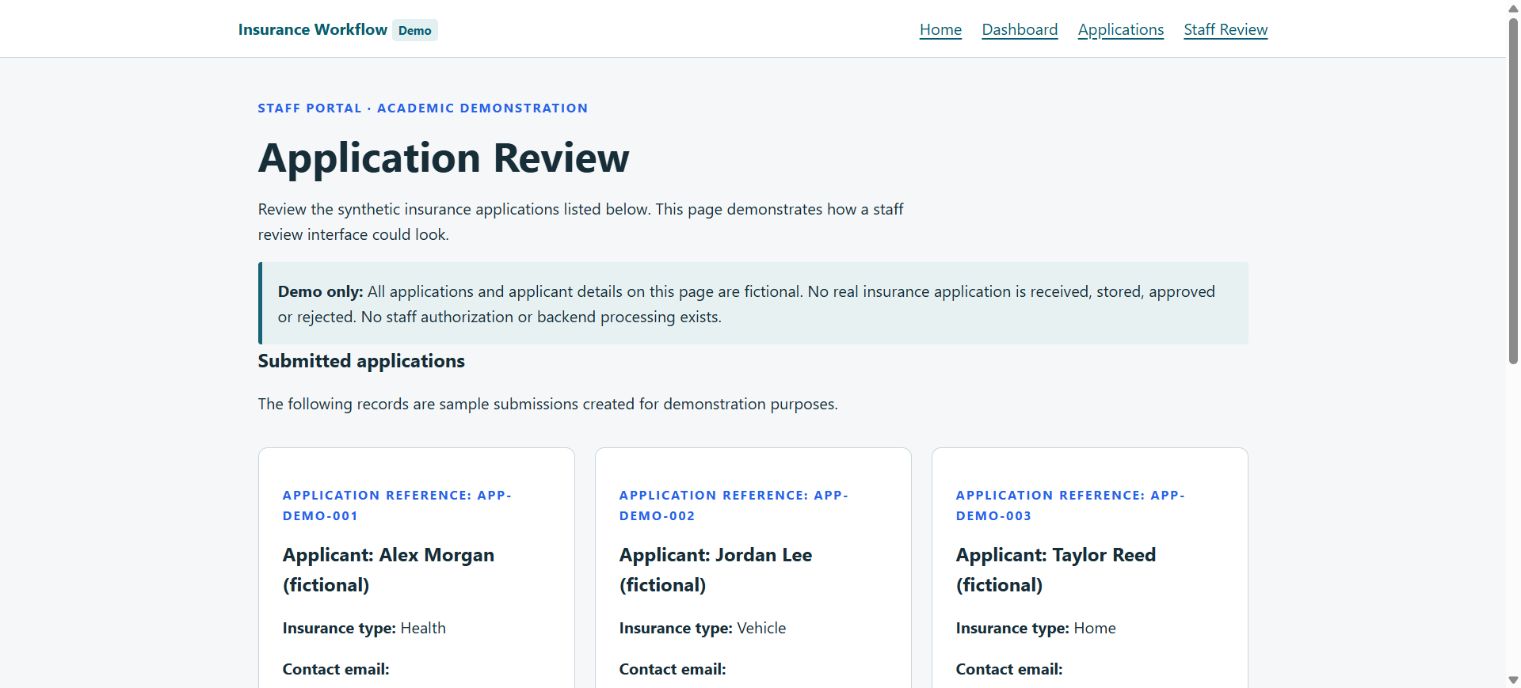 Insurance Workflow Demo
Home Dashboard Applications Staff Review
STAFF PORTAL · ACADEMIC DEMONSTRATION
Application Review
Review the synthetic insurance applications listed below. This page demonstrates how a staff
review interface could look.
Demo only: All applications and applicant details on this page are fictional. No real insurance application is received, stored, approved
or rejected. No staff authorization or backend processing exists.
Submitted applications
The following records are sample submissions created for demonstration purposes.
APPLICATION REFERENCE: APP-
DEMO-001
Applicant: Alex Morgan
(fictional)
Insurance type: Health
Contact email:
APPLICATION REFERENCE: APP-
DEMO-002
Applicant: Jordan Lee
(fictional)
Insurance type: Vehicle
Contact email:
APPLICATION REFERENCE: APP-
DEMO-003
Applicant: Taylor Reed
(fictional)
Insurance type: Home
Contact email: